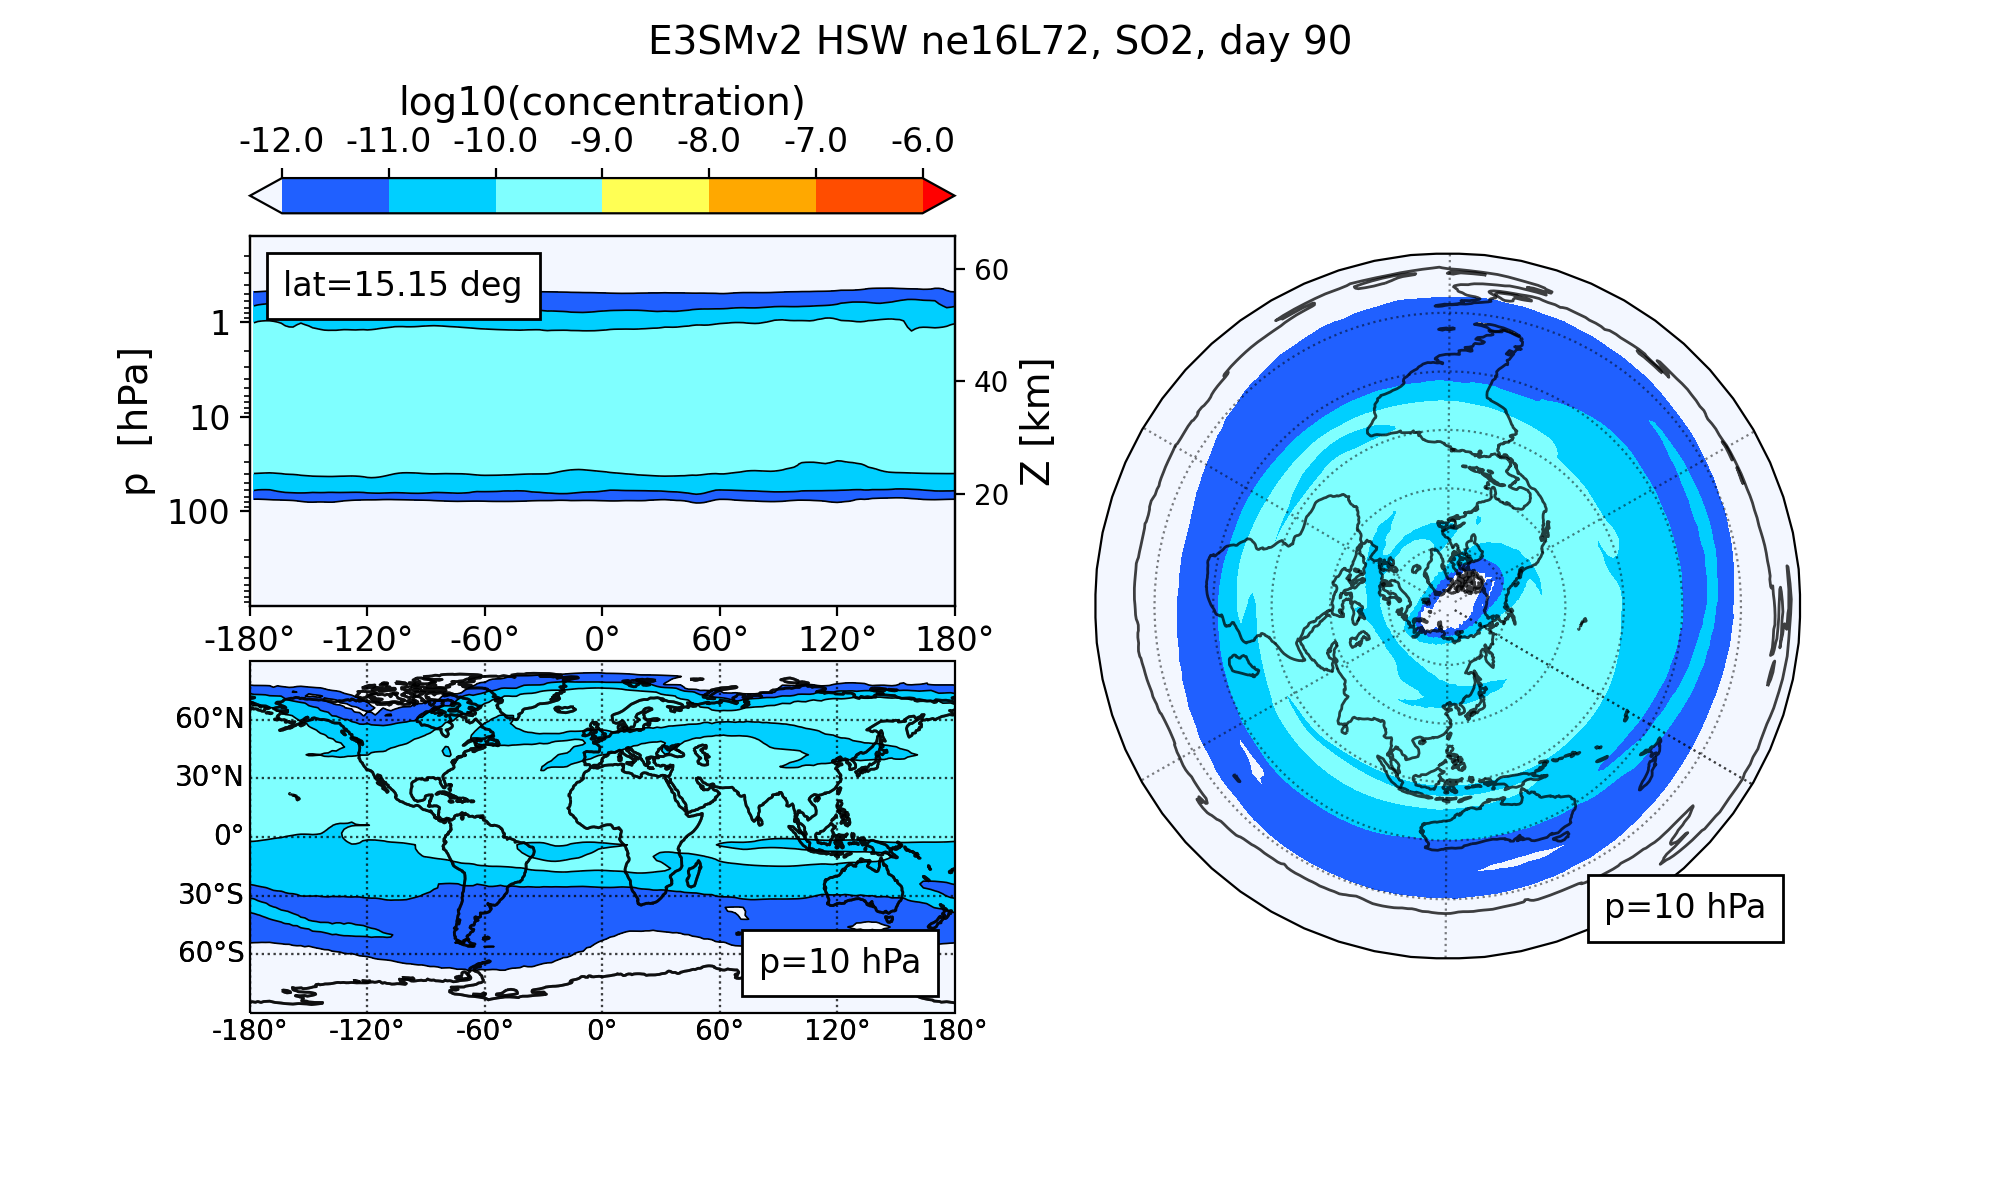 E3SMv2 HSW ne16L72, SO2, day 90
log10(concentration)
-12.0 -11.0 -10.0 -9.0 -8.0 -7.0 -6.0
lat=15.15 deg
p [hPa]
1
10
100
60
40
20
Z [km]
-180° -120° -60° 0° 60° 120° 180°
60°N
30°N
0°
30°S
60°S
p=10 hPa
-180° -120° -60° 0° 60° 120° 180°
p=10 hPa